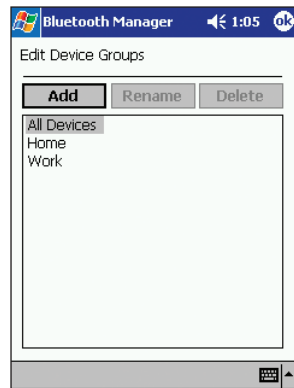 Bluetooth Manager 1:05 ok
Edit Device Groups
Add Rename Delete
All Devices
Home
Work